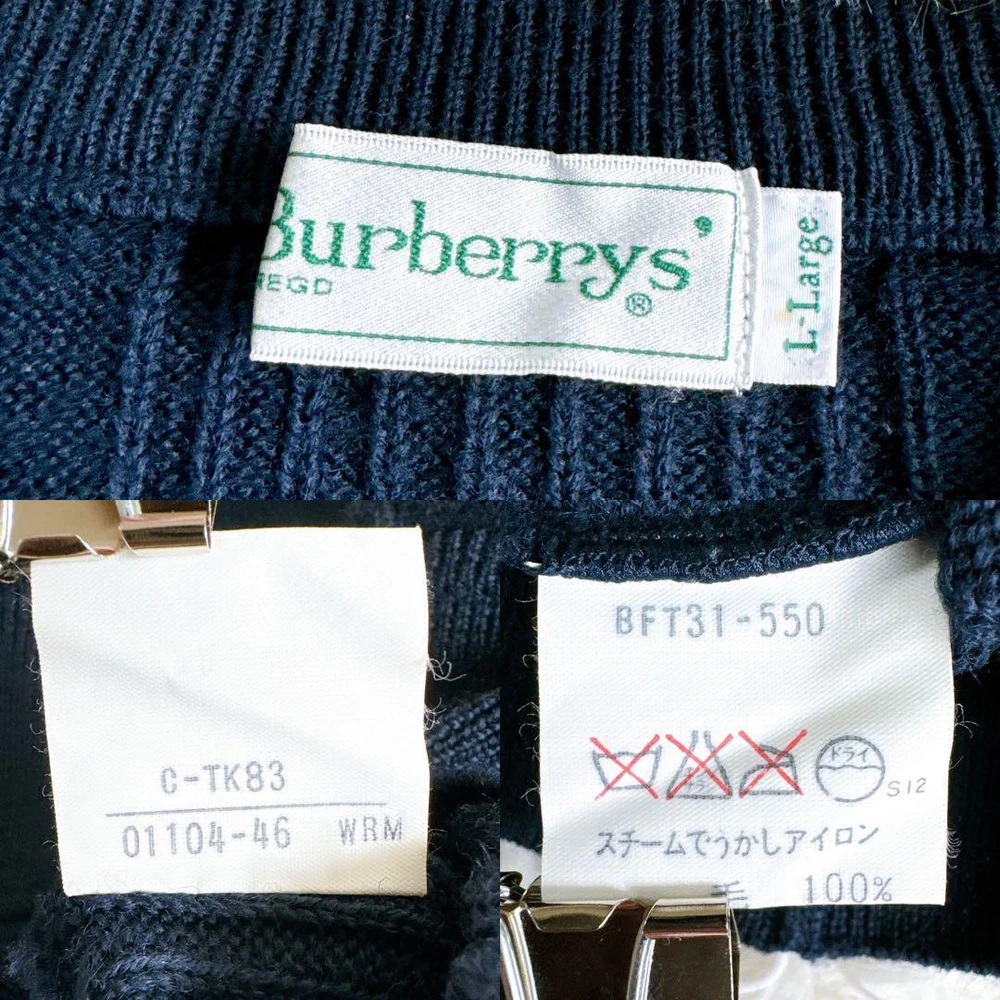 Burberrys®
REGD
L-Large
C-TK83
01104-46 WRM
BFT31-550
ドライ
S12
スチームでうかしアイロン
毛 100%